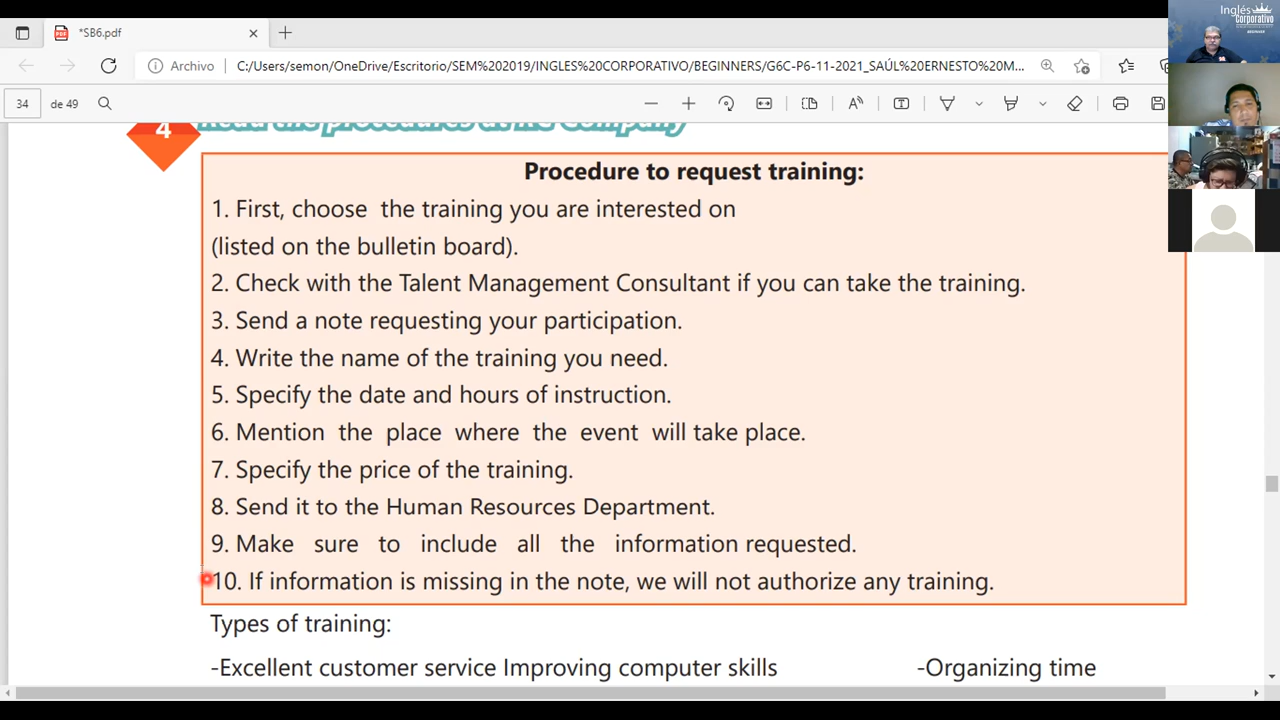 *SB6.pdf
Archivo
C:/Users/semon/OneDrive/Escritorio/SEM%202019/INGLES%20CORPORATIVO/BEGINNERS/G6C-P6-11-2021_SAÚL%20ERNESTO%20M...
34 de 49
Inglés
Corporativo
4 Read the procedures at the Company
Procedure to request training:
1. First, choose the training you are interested on
(listed on the bulletin board).
2. Check with the Talent Management Consultant if you can take the training.
3. Send a note requesting your participation.
4. Write the name of the training you need.
5. Specify the date and hours of instruction.
6. Mention the place where the event will take place.
7. Specify the price of the training.
8. Send it to the Human Resources Department.
9. Make sure to include all the information requested.
10. If information is missing in the note, we will not authorize any training.
Types of training:
-Excellent customer service Improving computer skills
-Organizing time